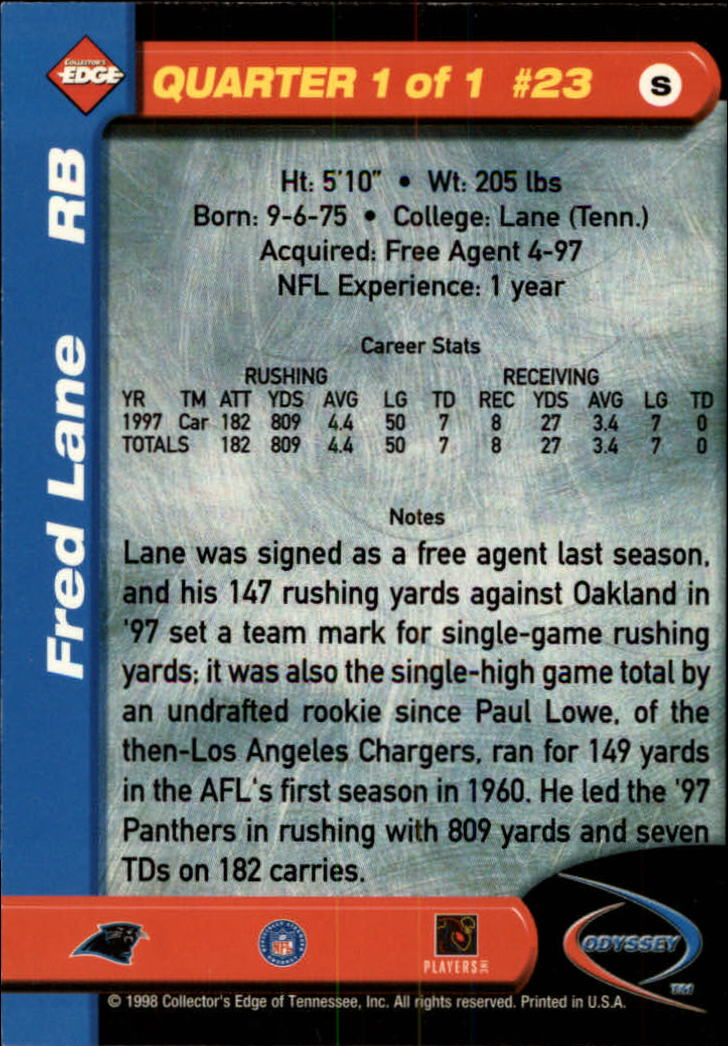 COLLECTOR'S
EDGE
QUARTER 1 of 1 #23
S
Fred Lane RB
Ht: 5'10" • Wt: 205 lbs
Born: 9-6-75 • College: Lane (Tenn.)
Acquired: Free Agent 4-97
NFL Experience: 1 year
Career Stats
RUSHING RECEIVING
YR TM ATT YDS AVG LG TD REC YDS AVG LG TD
1997 Car 182 809 4.4 50 7 8 27 3.4 7 0
TOTALS 182 809 4.4 50 7 8 27 3.4 7 0
Notes
Lane was signed as a free agent last season,
and his 147 rushing yards against Oakland in
'97 set a team mark for single-game rushing
yards; it was also the single-high game total by
an undrafted rookie since Paul Lowe, of the
then-Los Angeles Chargers, ran for 149 yards
in the AFL's first season in 1960. He led the '97
Panthers in rushing with 809 yards and seven
TDs on 182 carries.
NFL
PLAYERS INC
ODYSSEY
TM
© 1998 Collector's Edge of Tennessee, Inc. All rights reserved. Printed in U.S.A.